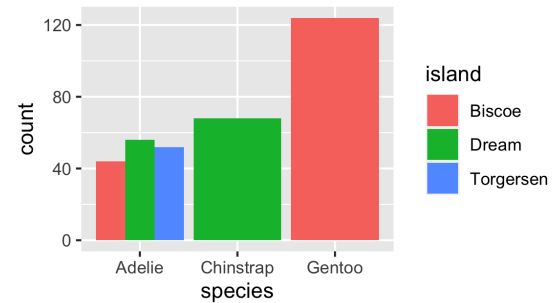 120
80
40
0
count
Adelie Chinstrap Gentoo
species
island
Biscoe
Dream
Torgersen